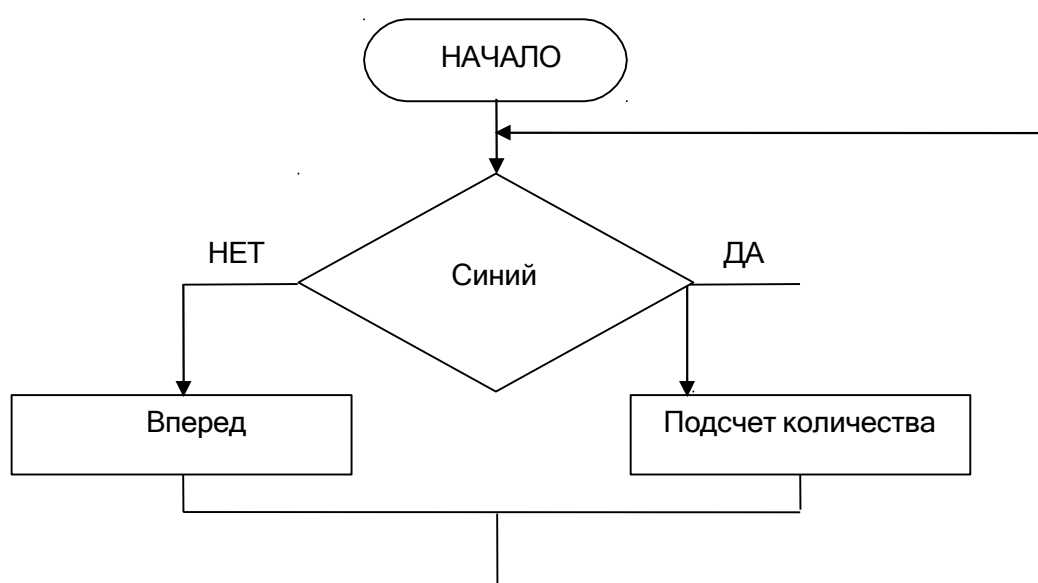 НАЧАЛО
НЕТ
ДА
Синий
Вперед
Подсчет количества